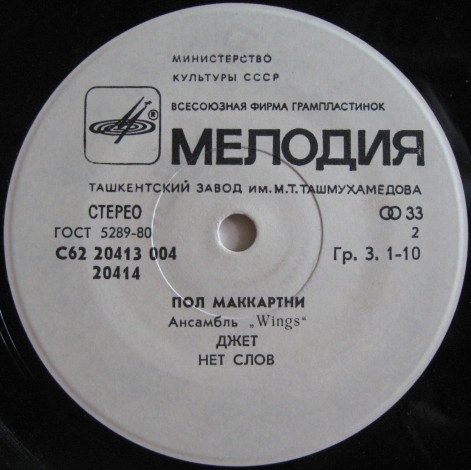 МИНИСТЕРСТВО
КУЛЬТУРЫ СССР
ВСЕСОЮЗНАЯ ФИРМА ГРАМПЛАСТИНОК
®
МЕЛОДИЯ
ТАШКЕНТСКИЙ ЗАВОД ИМ. М.Т. ТАШМУХАМЕДОВА
СТЕРЕО 33
ГОСТ 5289-80 2
С62 20413 004 Гр. 3. 1-10
20414
ПОЛ МАККАРТНИ
Ансамбль „Wings“
ДЖЕТ
НЕТ СЛОВ